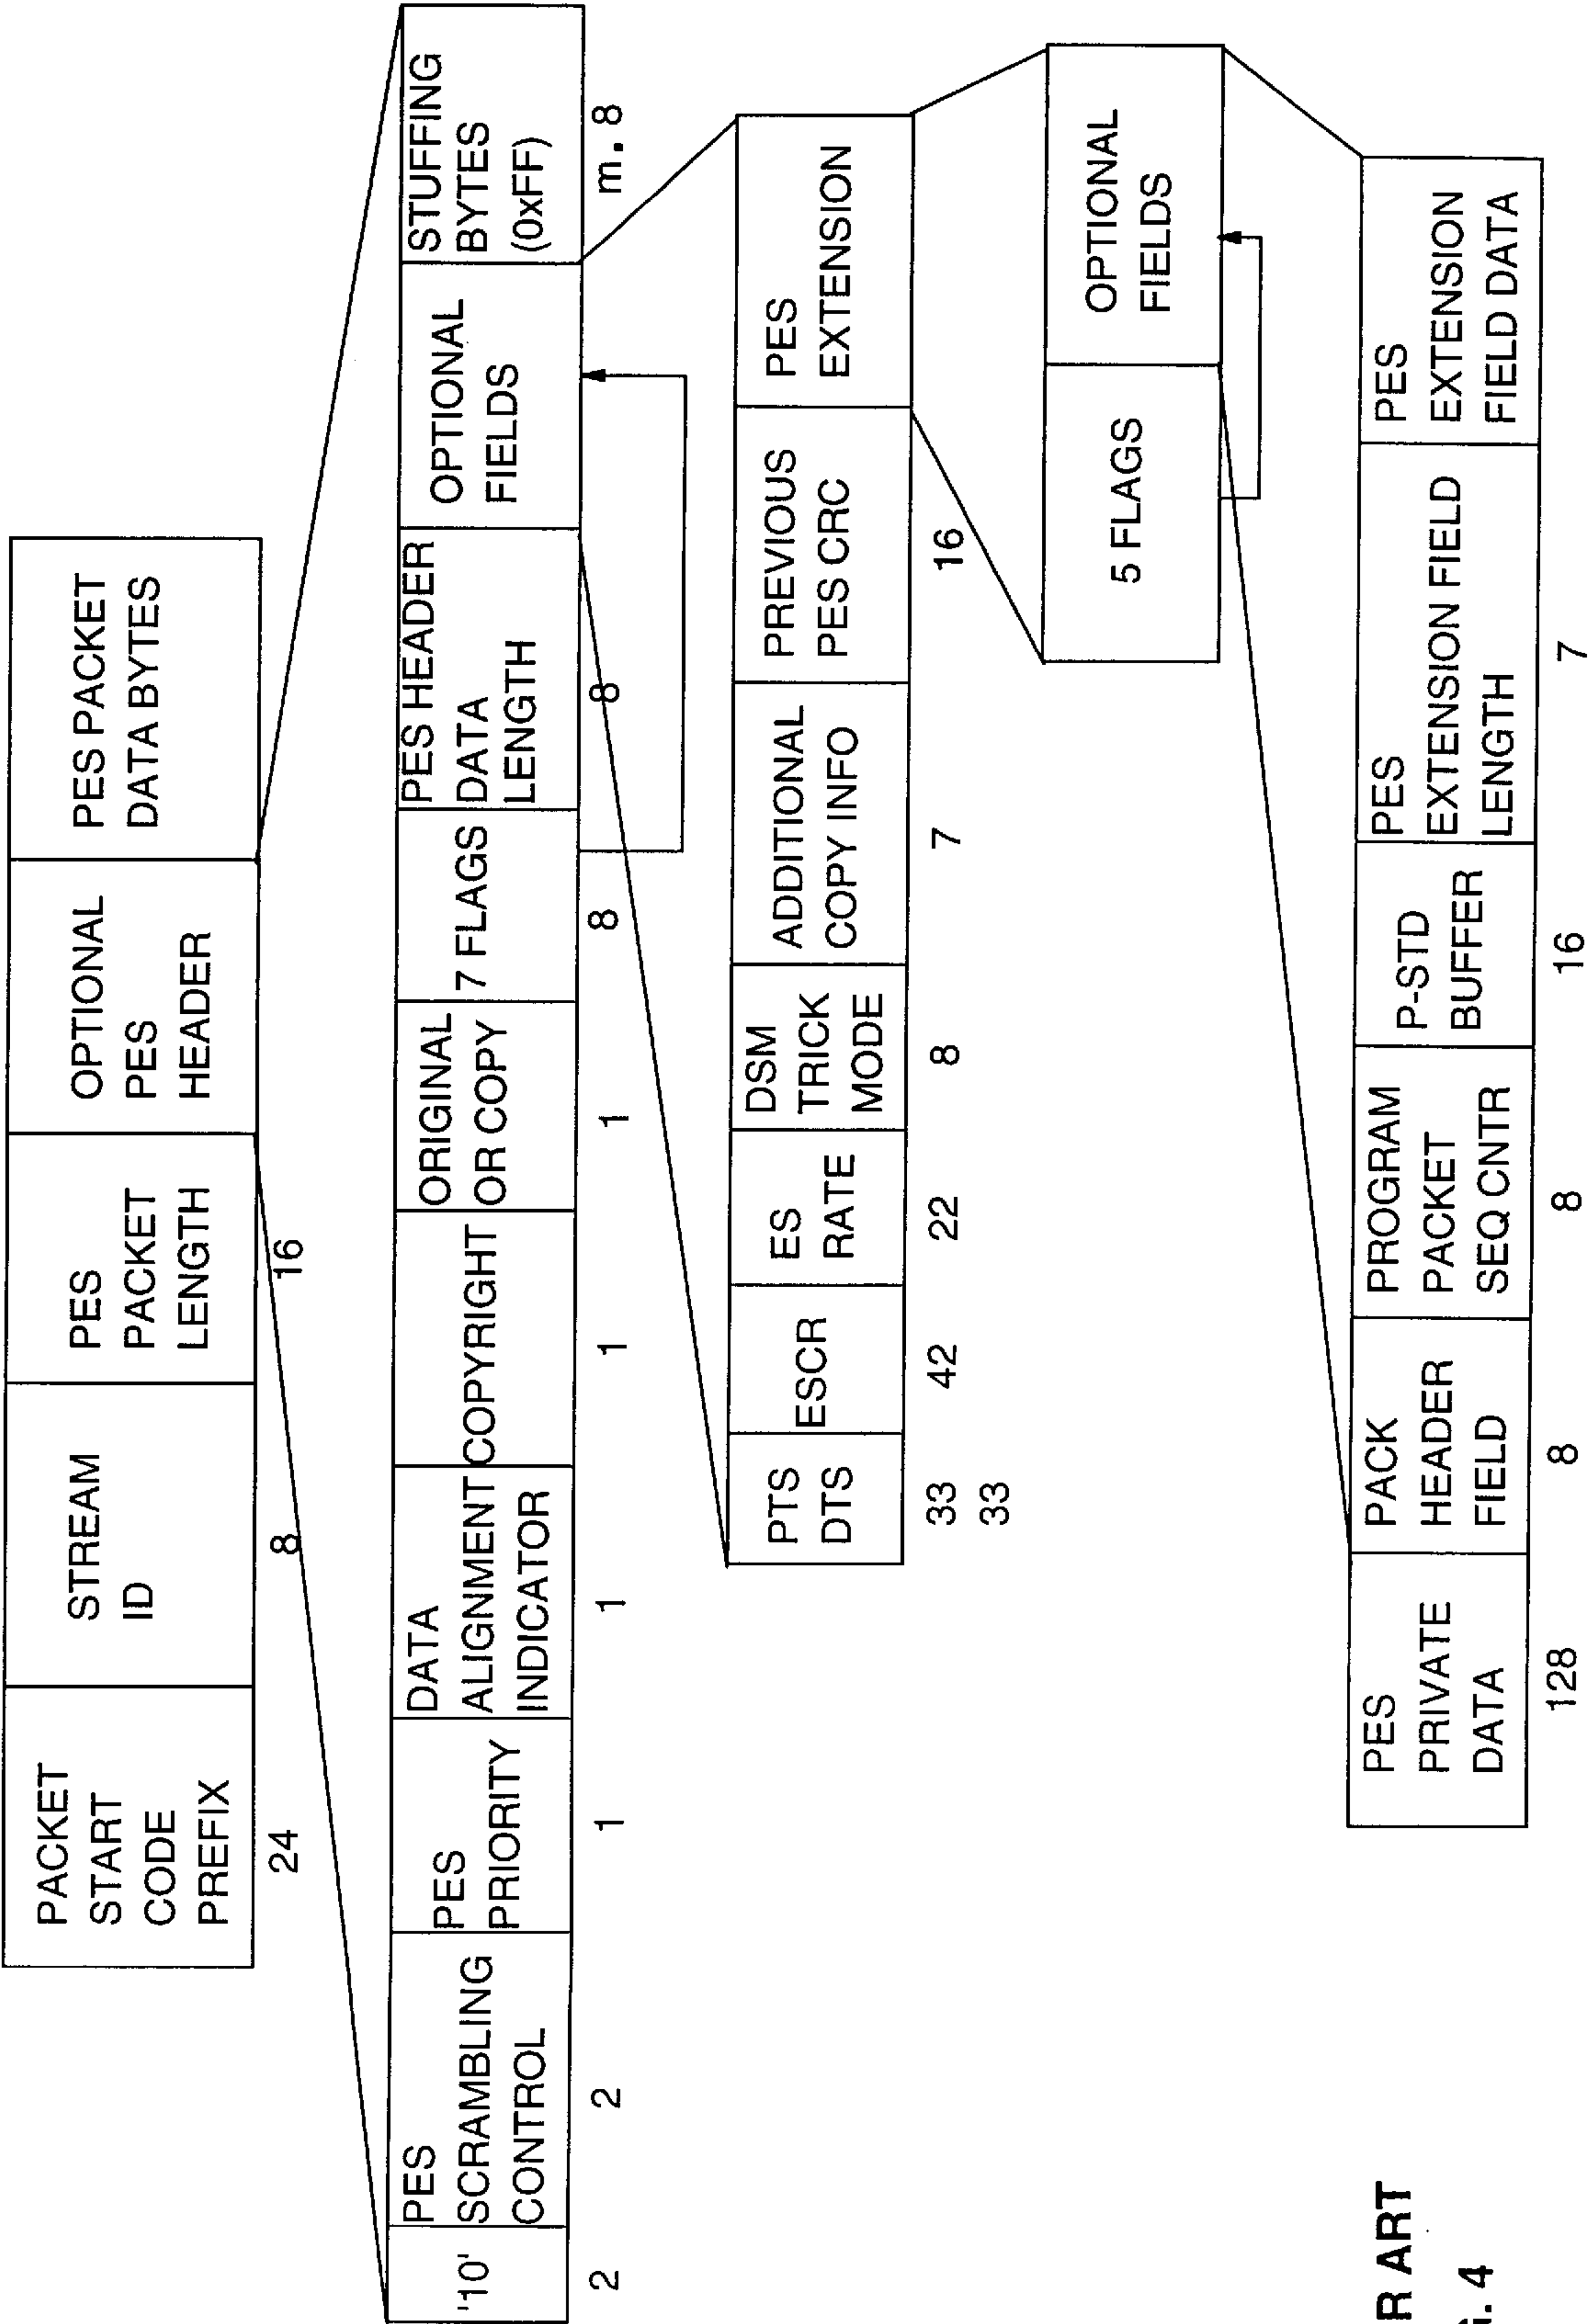 PACKET
START
CODE
PREFIX
STREAM
ID
PES
PACKET
LENGTH
OPTIONAL
PES
HEADER
PES PACKET
DATA BYTES
24
8
16
'10'
PES
SCRAMBLING
CONTROL
PES
PRIORITY
DATA
ALIGNMENT
INDICATOR
COPYRIGHT
ORIGINAL
OR COPY
7 FLAGS
PES HEADER
DATA
LENGTH
OPTIONAL
FIELDS
STUFFING
BYTES
(0xFF)
2
2
1
1
1
1
8
8
m.8
PTS
DTS
ESCR
ES
RATE
DSM
TRICK
MODE
ADDITIONAL
COPY INFO
PREVIOUS
PES CRC
PES
EXTENSION
33
33
42
22
8
7
16
5 FLAGS
OPTIONAL
FIELDS
PES
PRIVATE
DATA
PACK
HEADER
FIELD
PROGRAM
PACKET
SEQ CNTR
P-STD
BUFFER
PES
EXTENSION FIELD
LENGTH
PES
EXTENSION
FIELD DATA
128
8
8
16
7
R ART
. 4